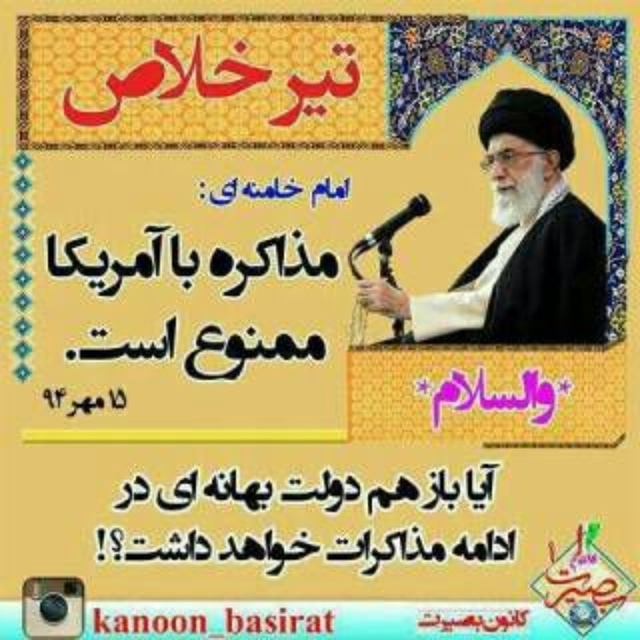 تیر خلاص
امام خامنه ای:
مذاکره با آمریکا
ممنوع است.
۱۵ مهر ۹۴
*والسلام*
آیا باز هم دولت بهانه ای در
ادامه مذاکرات خواهد داشت؟!
بصیرت
kanoon_basirat
کانون بصیرت